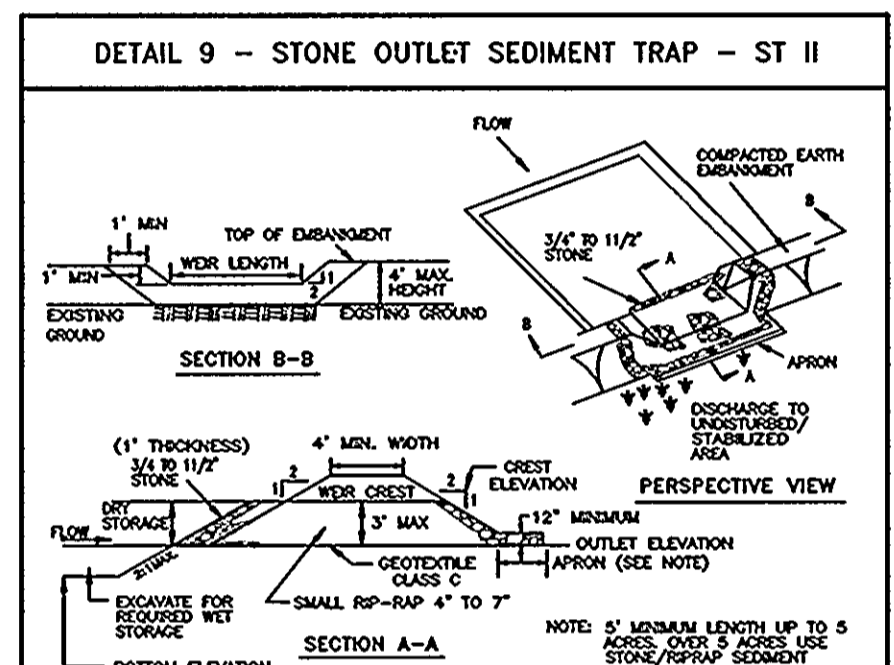 DETAIL 9 - STONE OUTLET SEDIMENT TRAP - ST II
FLOW
COMPACTED EARTH
EMBANKMENT
B
1' MIN
TOP OF EMBANKMENT
3/4" TO 11/2"
STONE
A
WEIR LENGTH
1' MIN
1
2
4' MAX.
HEIGHT
EXISTING
GROUND
EXISTING GROUND
B
SECTION B-B
APRON
A
DISCHARGE TO
UNDISTURBED/
STABILIZED
AREA
PERSPECTIVE VIEW
(1' THICKNESS)
3/4 TO 11/2"
STONE
4' MIN. WIDTH
2
1
2
1
CREST
ELEVATION
WEIR CREST
DRY
STORAGE
3' MAX
12" MINIMUM
FLOW
OUTLET ELEVATION
2:1 MAX
GEOTEXTILE
CLASS C
APRON (SEE NOTE)
EXCAVATE FOR
REQUIRED WET
STORAGE
SMALL RIP-RAP 4" TO 7"
SECTION A-A
NOTE: 5' MINIMUM LENGTH UP TO 5
ACRES, OVER 5 ACRES USE
STONE/RIPRAP SEDIMENT
BOTTOM ELEVATION